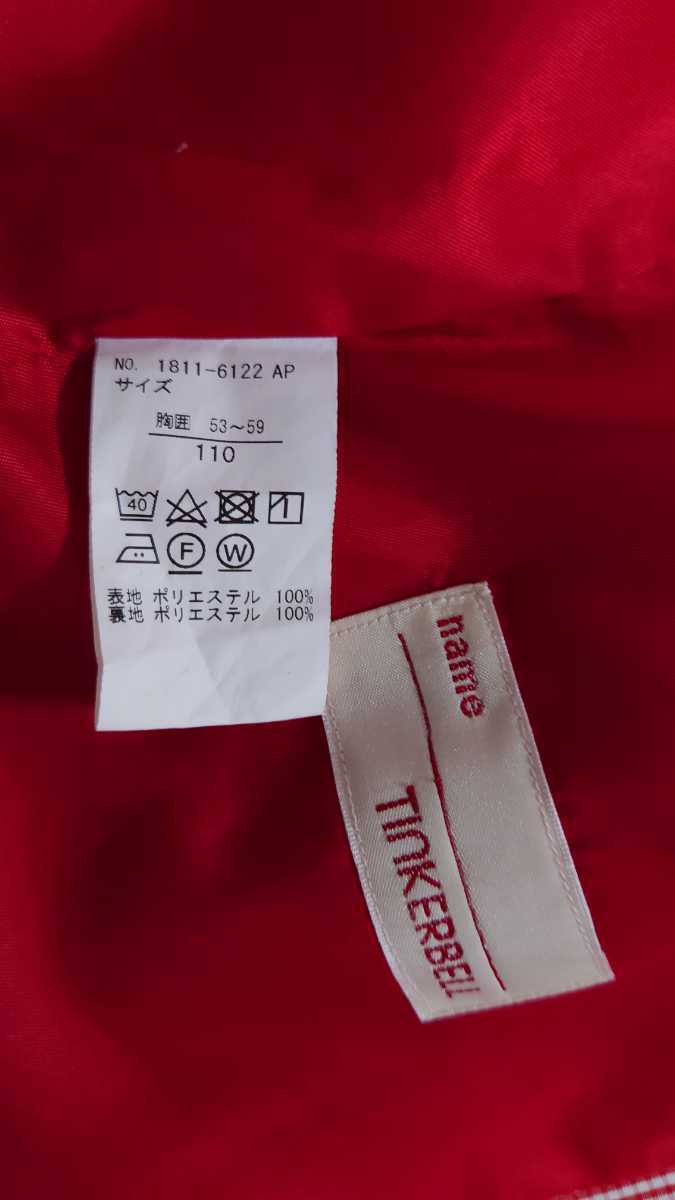 NO. 1811-6122 AP
サイズ
胸囲 53～59
110
40
F W
表地 ポリエステル 100%
裏地 ポリエステル 100%
name
TINKERBELL